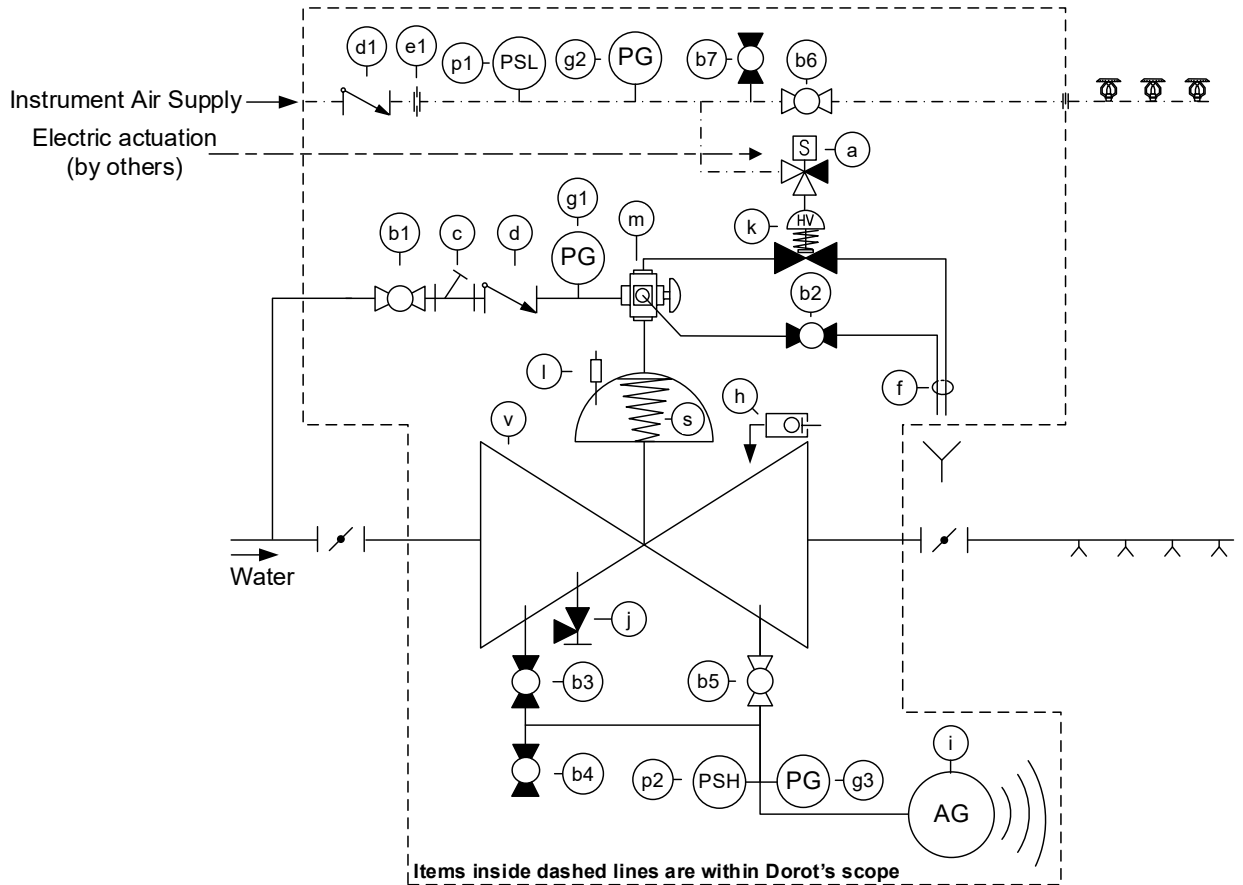 d1
e1
p1
PSL
g2
PG
b7
b6
Instrument Air Supply
Electric actuation
(by others)
S
a
g1
m
HV
k
b1
c
d
PG
b2
l
f
h
v
s
Water
j
b3
b5
b4
i
p2
PSH
PG
g3
AG
Items inside dashed lines are within Dorot's scope